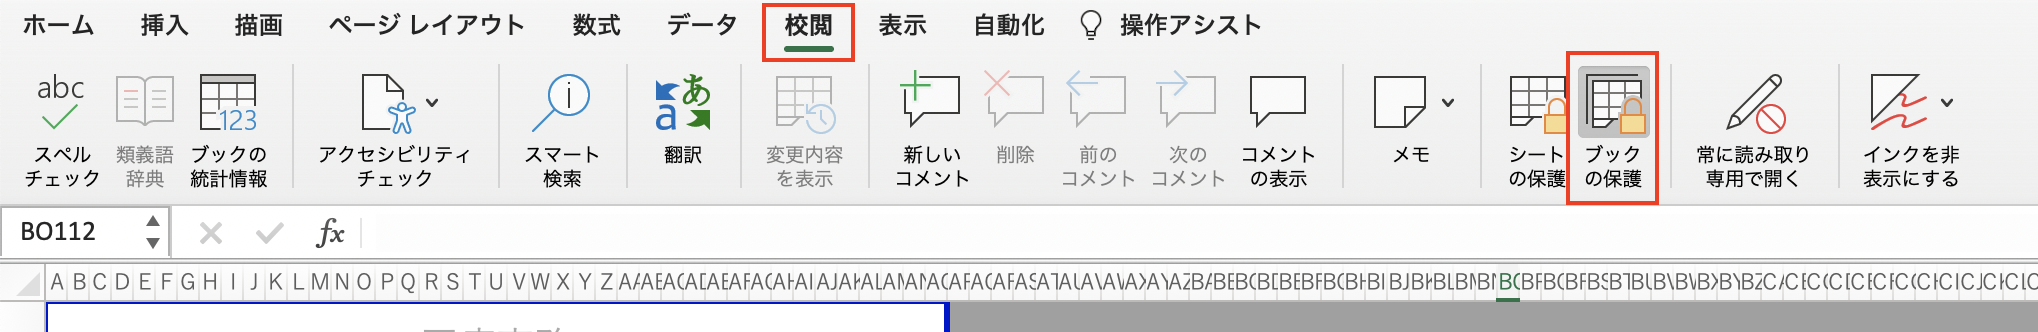 ホーム 挿入 描画 ページ レイアウト 数式 データ 校閲 表示 自動化 操作アシスト
abc
123
a あ
スペル
チェック
類義語
辞典
ブックの
統計情報
アクセシビリティ
チェック
スマート
検索
翻訳
変更内容
を表示
新しい
コメント
削除
前の
コメント
次の
コメント
コメント
の表示
メモ
シート
の保護
ブック
の保護
常に読み取り
専用で開く
インクを非
表示にする
BO112 fx
A B C D E F G H I J K L M N O P Q R S T U V W X Y Z